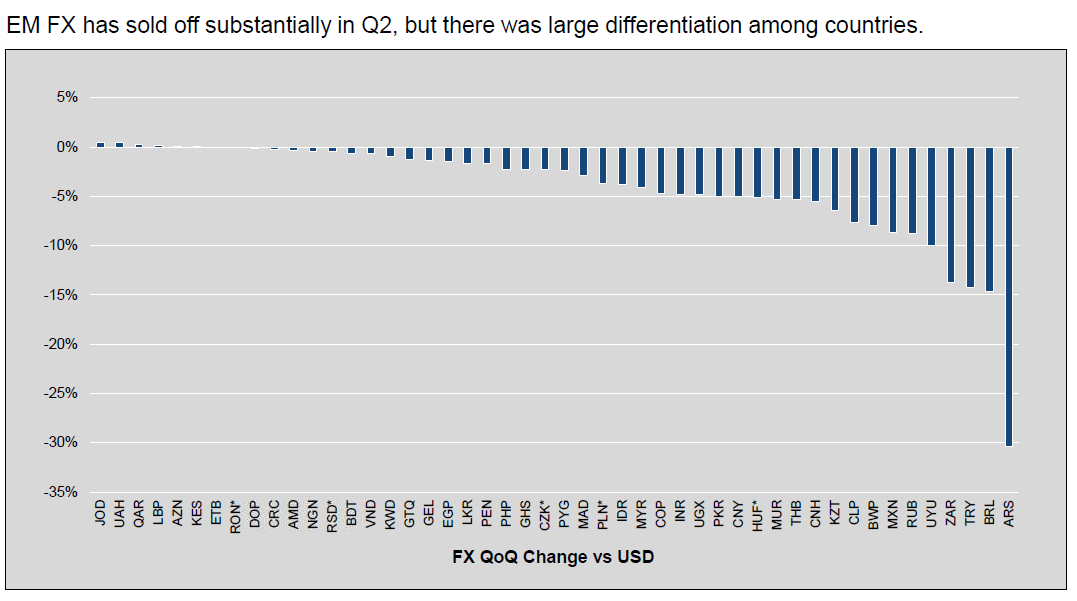 EM FX has sold off substantially in Q2, but there was large differentiation among countries.
5%
0%
-5%
-10%
-15%
-20%
-25%
-30%
-35%
JOD
UAH
QAR
LBP
AZN
KES
ETB
RON*
DOP
CRC
AMD
NGN
RSD*
BDT
VND
KWD
GTQ
GEL
EGP
LKR
PEN
PHP
GHS
CZK*
PYG
MAD
PLN*
IDR
MYR
COP
INR
UGX
PKR
CNY
HUF*
MUR
THB
CNH
KZT
CLP
BWP
MXN
RUB
UYU
ZAR
TRY
BRL
ARS
FX QoQ Change vs USD